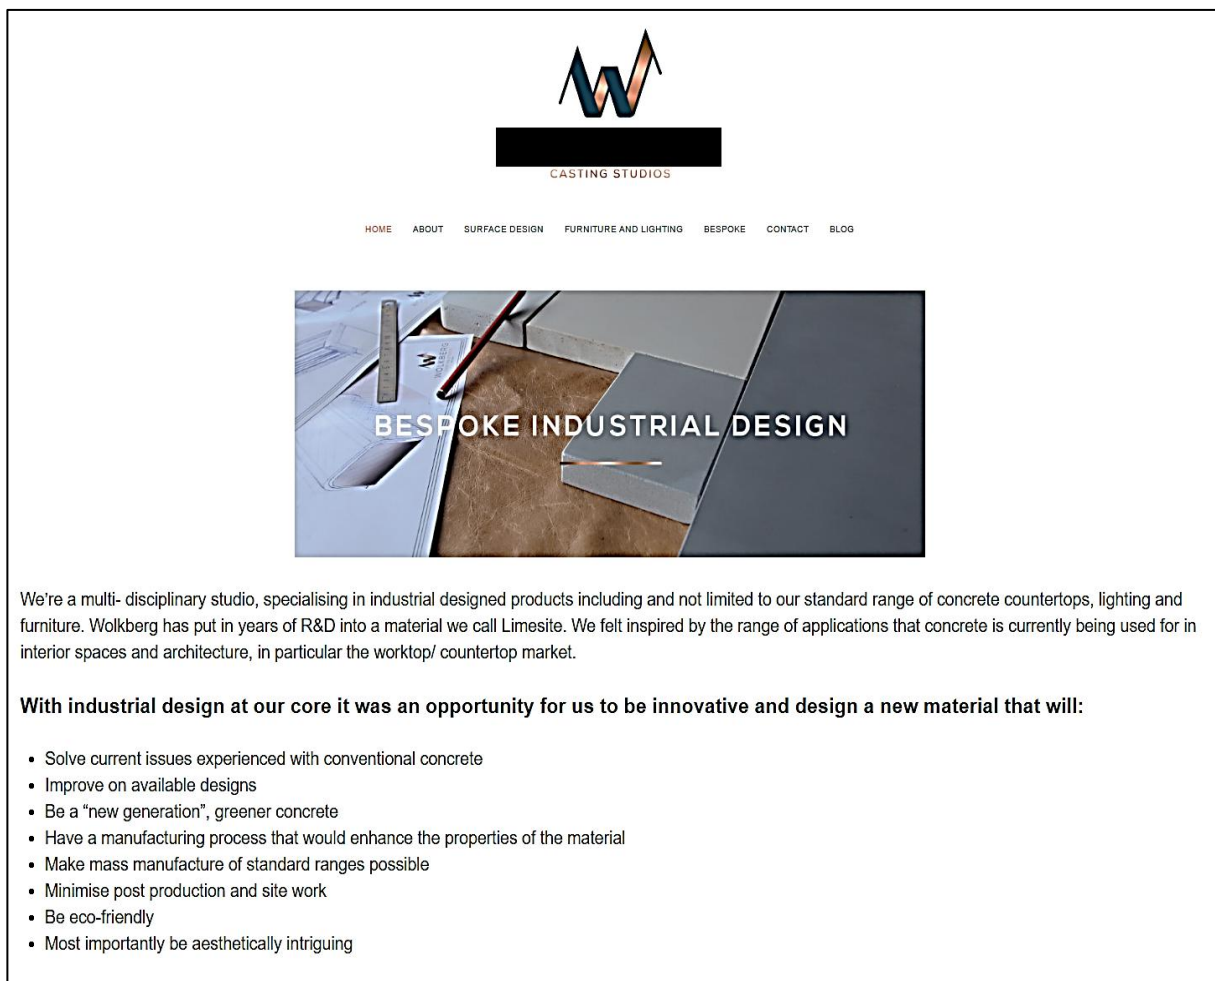 CASTING STUDIOS
HOME ABOUT SURFACE DESIGN FURNITURE AND LIGHTING BESPOKE CONTACT BLOG
WOLKBERG
BESPOKE INDUSTRIAL DESIGN
We're a multi- disciplinary studio, specialising in industrial designed products including and not limited to our standard range of concrete countertops, lighting and
furniture. Wolkberg has put in years of R&D into a material we call Limesite. We felt inspired by the range of applications that concrete is currently being used for in
interior spaces and architecture, in particular the worktop/ countertop market.
With industrial design at our core it was an opportunity for us to be innovative and design a new material that will:
• Solve current issues experienced with conventional concrete
• Improve on available designs
• Be a “new generation”, greener concrete
• Have a manufacturing process that would enhance the properties of the material
• Make mass manufacture of standard ranges possible
• Minimise post production and site work
• Be eco-friendly
• Most importantly be aesthetically intriguing